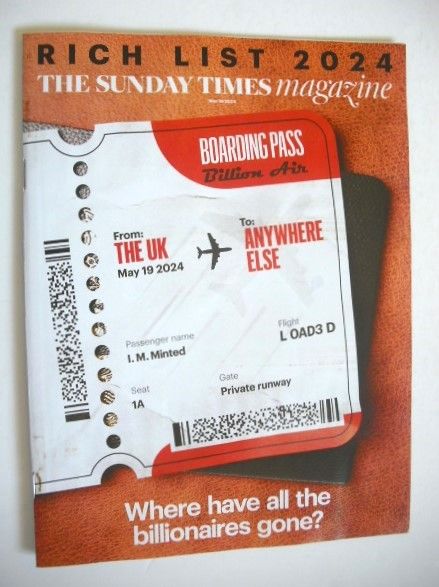 RICH LIST 2024
THE SUNDAY TIMES magazine
BOARDING PASS
Billion Air
From:
THE UK
May 19 2024
To:
ANYWHERE
ELSE
Passenger name
I. M. Minted
Flight
L OAD3 D
Seat
1A
Gate
Private runway
Where have all the
billionaires gone?